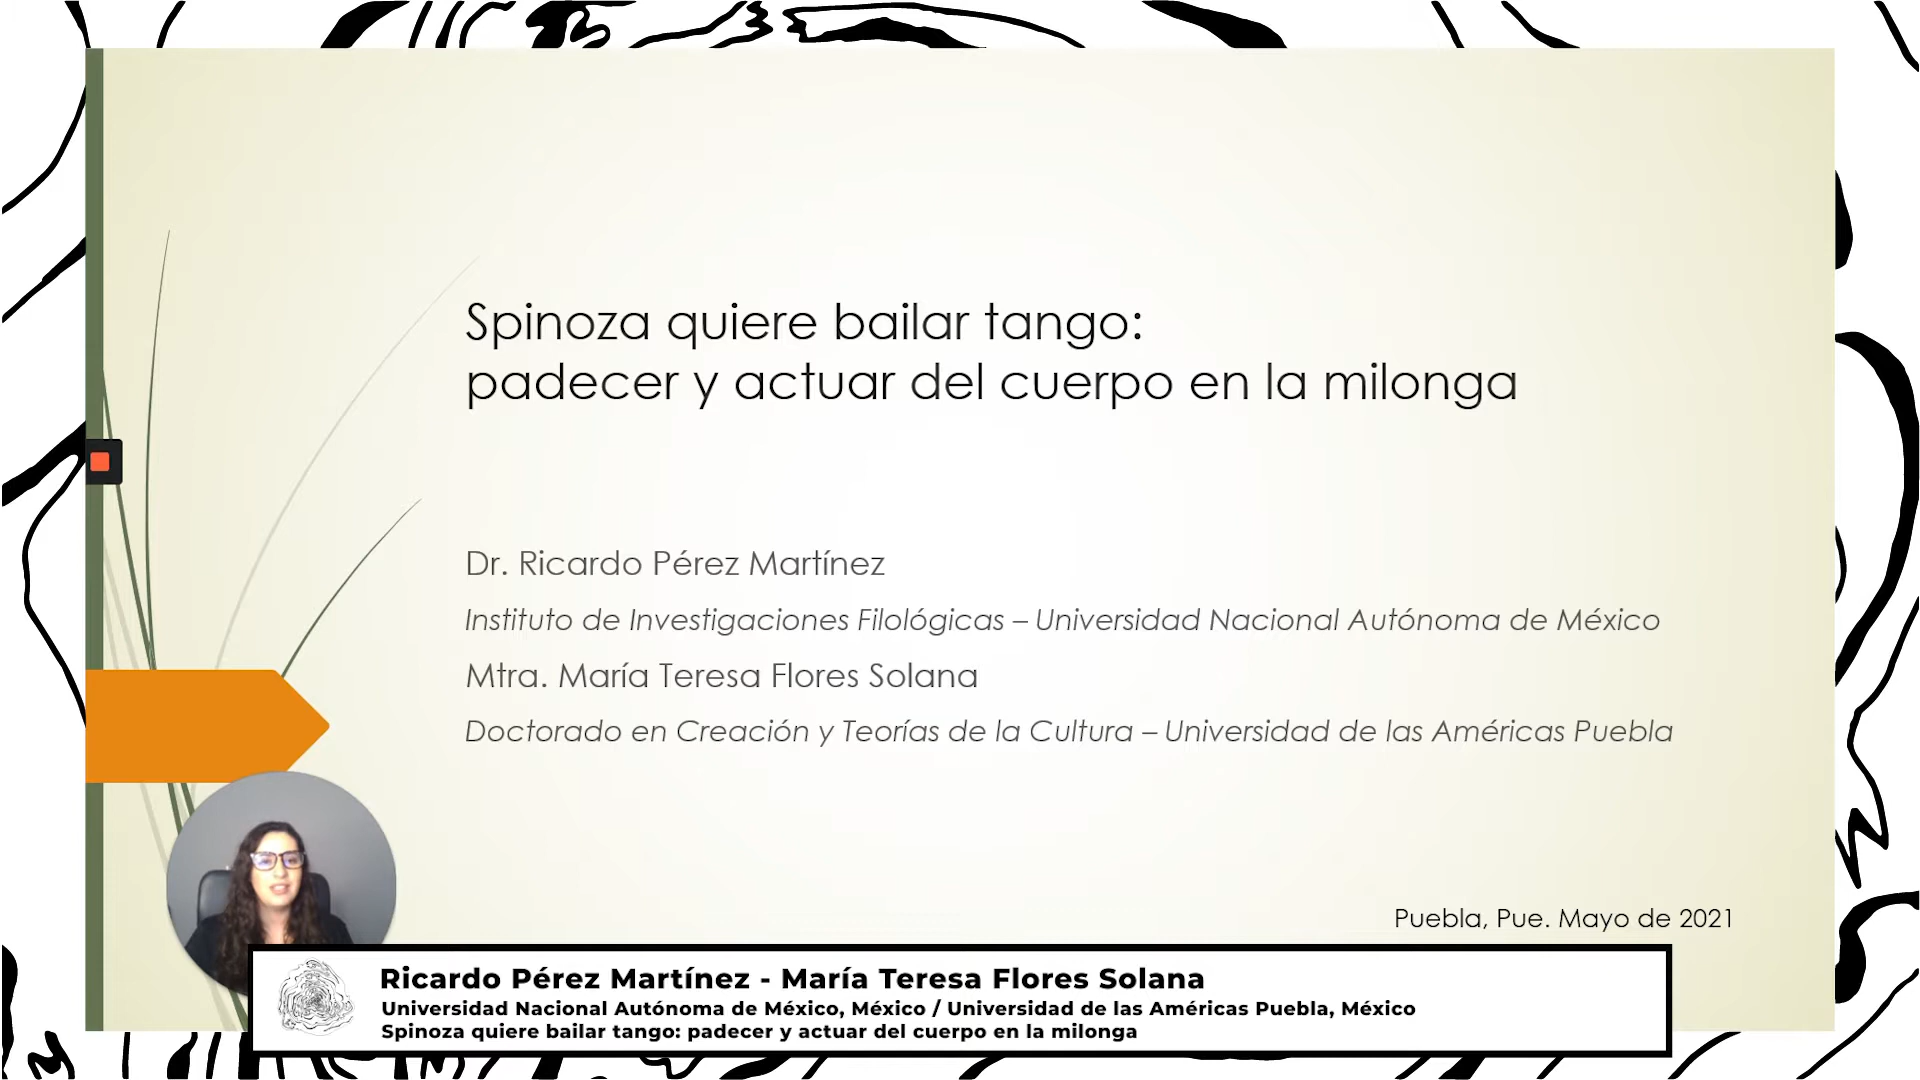 Spinoza quiere bailar tango:
padecer y actuar del cuerpo en la milonga
Dr. Ricardo Pérez Martínez
Instituto de Investigaciones Filológicas – Universidad Nacional Autónoma de México
Mtra. María Teresa Flores Solana
Doctorado en Creación y Teorías de la Cultura – Universidad de las Américas Puebla
Puebla, Pue. Mayo de 2021
Ricardo Pérez Martínez - María Teresa Flores Solana
Universidad Nacional Autónoma de México, México / Universidad de las Américas Puebla, México
Spinoza quiere bailar tango: padecer y actuar del cuerpo en la milonga